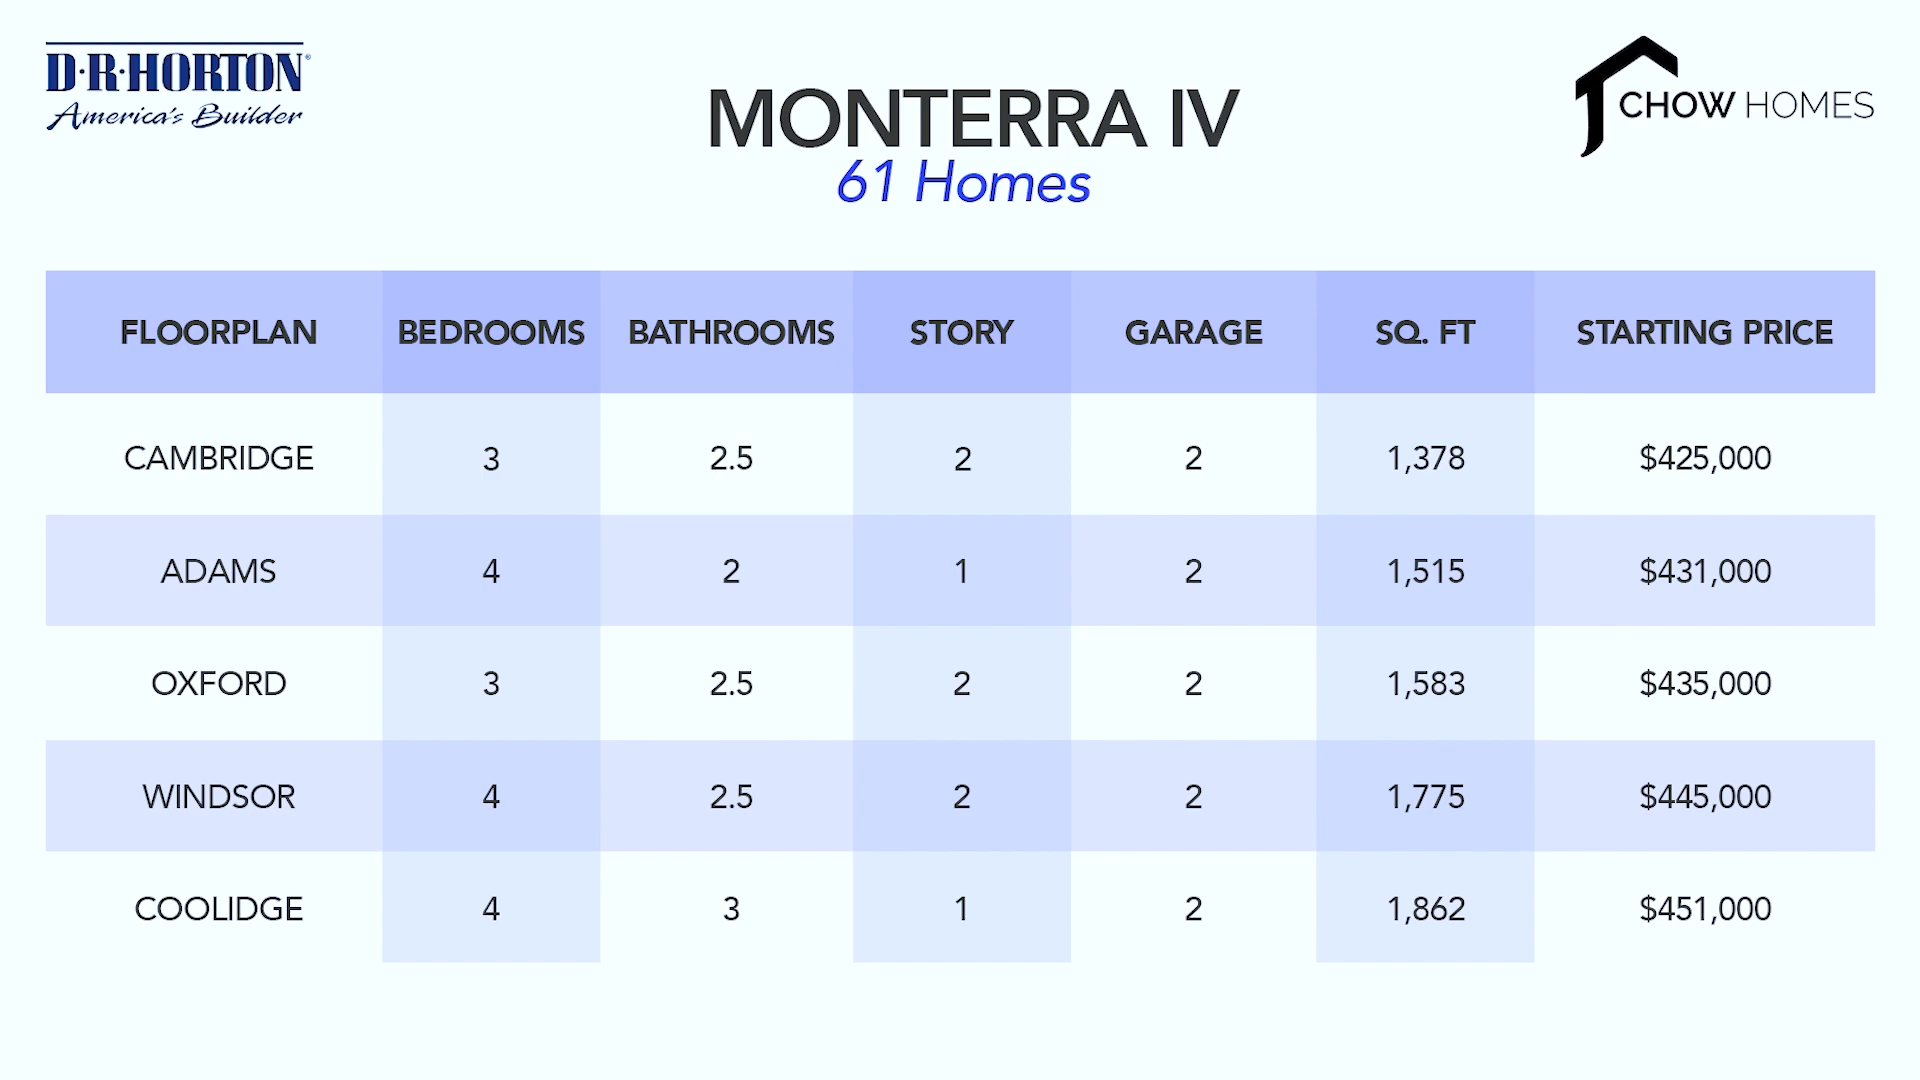 D·R·HORTON®
America's Builder
CHOW HOMES
MONTERRA IV
61 Homes
FLOORPLAN BEDROOMS BATHROOMS STORY GARAGE SQ. FT STARTING PRICE
CAMBRIDGE 3 2.5 2 2 1,378 $425,000
ADAMS 4 2 1 2 1,515 $431,000
OXFORD 3 2.5 2 2 1,583 $435,000
WINDSOR 4 2.5 2 2 1,775 $445,000
COOLIDGE 4 3 1 2 1,862 $451,000